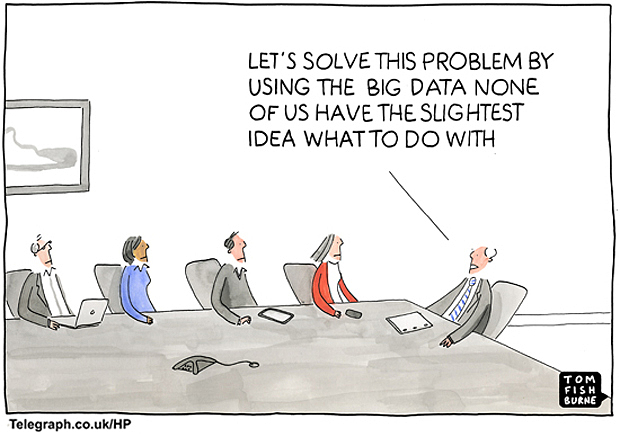 LET'S SOLVE THIS PROBLEM BY
USING THE BIG DATA NONE
OF US HAVE THE SLIGHTEST
IDEA WHAT TO DO WITH
TOM
FISH
BURNE
Telegraph.co.uk/HP